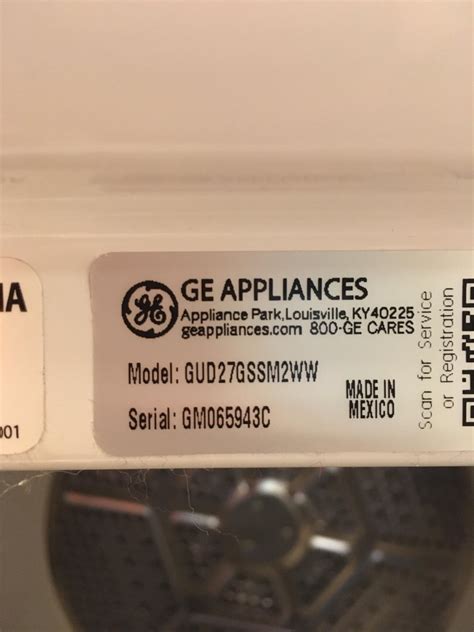 IA
GE GE APPLIANCES
Appliance Park, Louisville, KY40225
geappliances.com 800-GE CARES
Model: GUD27GSSM2WW
Serial: GM065943C
MADE IN
MEXICO
Scan for Service
or Registration
001